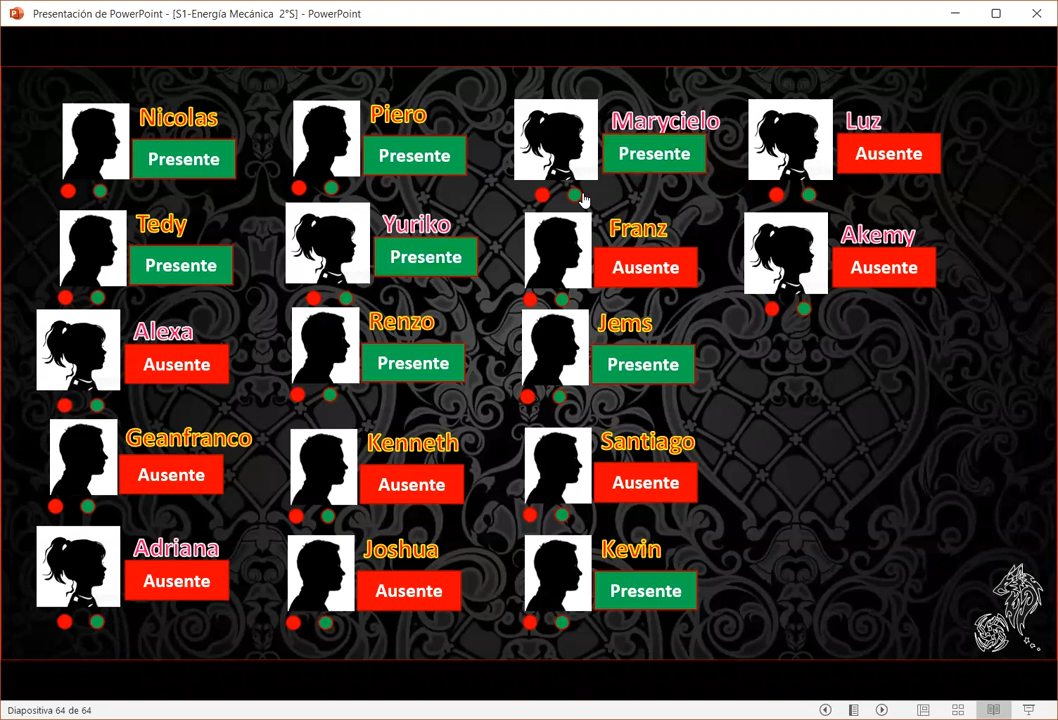 Presentación de PowerPoint - [S1-Energía Mecánica  2°S] - PowerPoint
Nicolas
Presente
Piero
Presente
Marycielo
Presente
Luz
Ausente
Tedy
Presente
Yuriko
Presente
Franz
Ausente
Akemy
Ausente
Alexa
Ausente
Renzo
Presente
Jems
Presente
Geanfranco
Ausente
Kenneth
Ausente
Santiago
Ausente
Adriana
Ausente
Joshua
Ausente
Kevin
Presente
Diapositiva 64 de 64